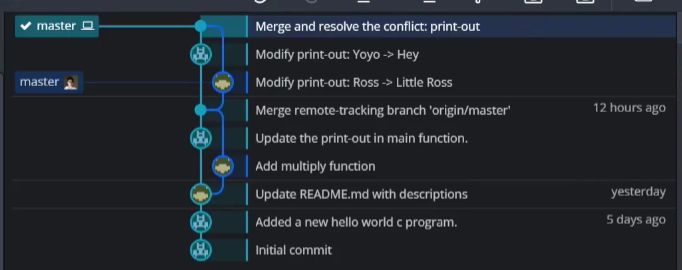 master Merge and resolve the conflict: print-out
Modify print-out: Yoyo -> Hey
master Modify print-out: Ross -> Little Ross
Merge remote-tracking branch 'origin/master' 12 hours ago
Update the print-out in main function.
Add multiply function
Update README.md with descriptions yesterday
Added a new hello world c program. 5 days ago
Initial commit